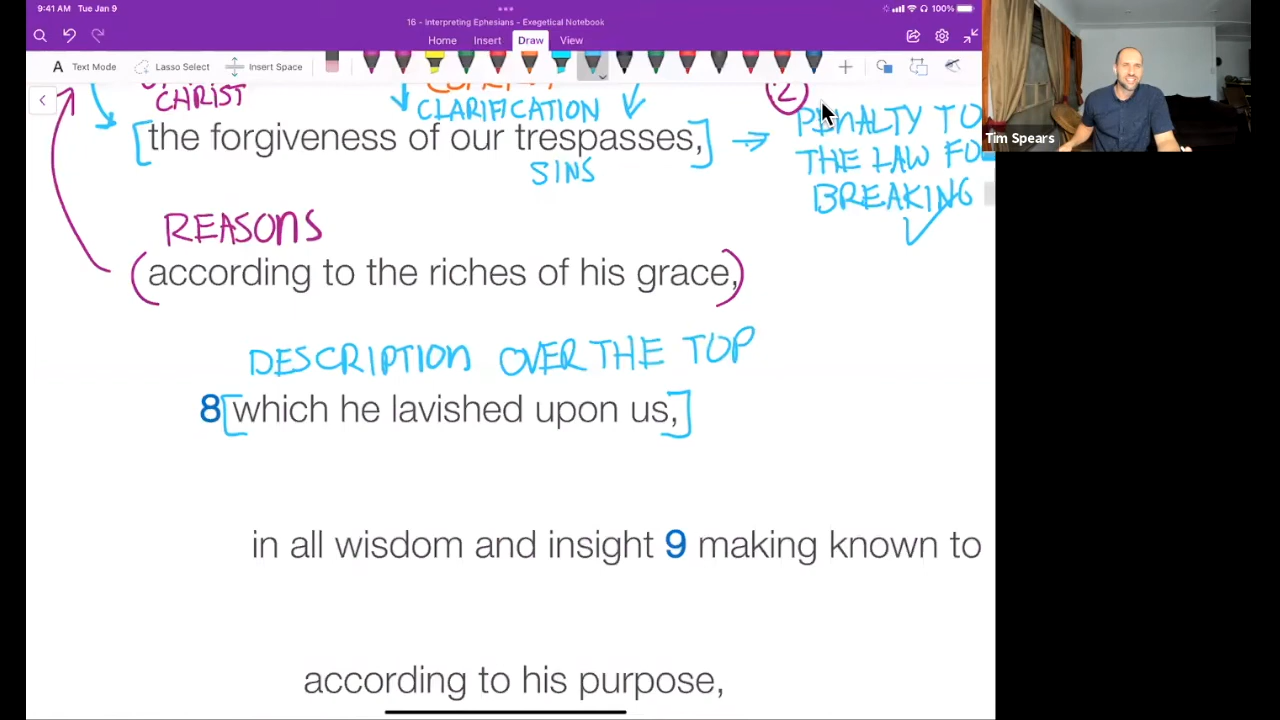 9:41 AM Tue Jan 9
100%
16 - Interpreting Ephesians - Exegetical Notebook
Home Insert Draw View
A Text Mode Lasso Select Insert Space
CHRIST
CLARIFICATION
2
[the forgiveness of our trespasses,]
PENALTY TO
THE LAW FO
BREAKING
SINS
Tim Spears
REASONS
(according to the riches of his grace,)
DESCRIPTION OVER THE TOP
8 [which he lavished upon us,]
in all wisdom and insight 9 making known to
according to his purpose,